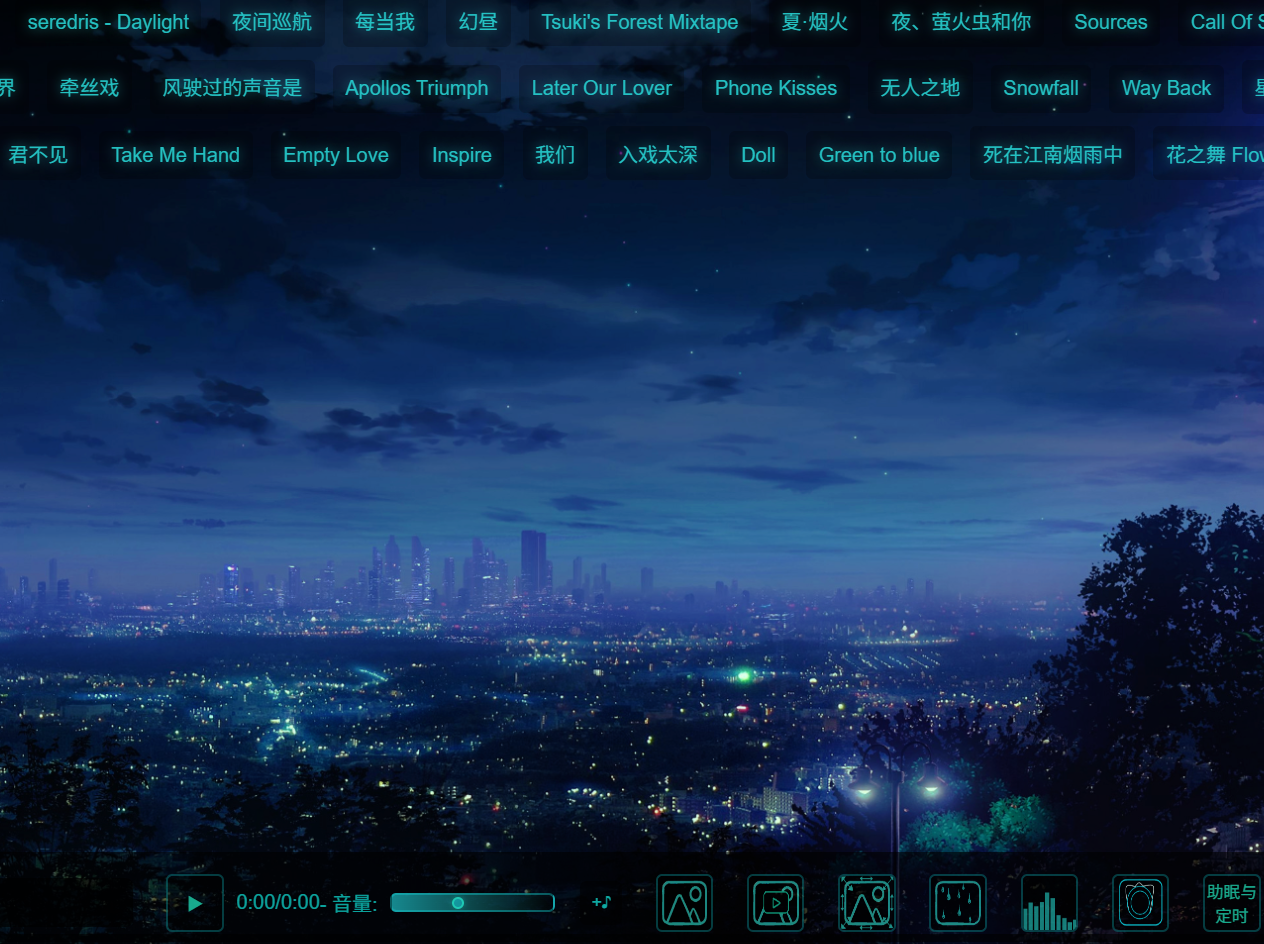 seredris - Daylight 夜间巡航 每当我 幻昼 Tsuki's Forest Mixtape 夏·烟火 夜、萤火虫和你 Sources Call Of S
界 牵丝戏 风驶过的声音是 Apollos Triumph Later Our Lover Phone Kisses 无人之地 Snowfall Way Back
君不见 Take Me Hand Empty Love Inspire 我们 入戏太深 Doll Green to blue 死在江南烟雨中 花之舞 Flow
0:00/0:00- 音量: +♪ 助眠与
定时